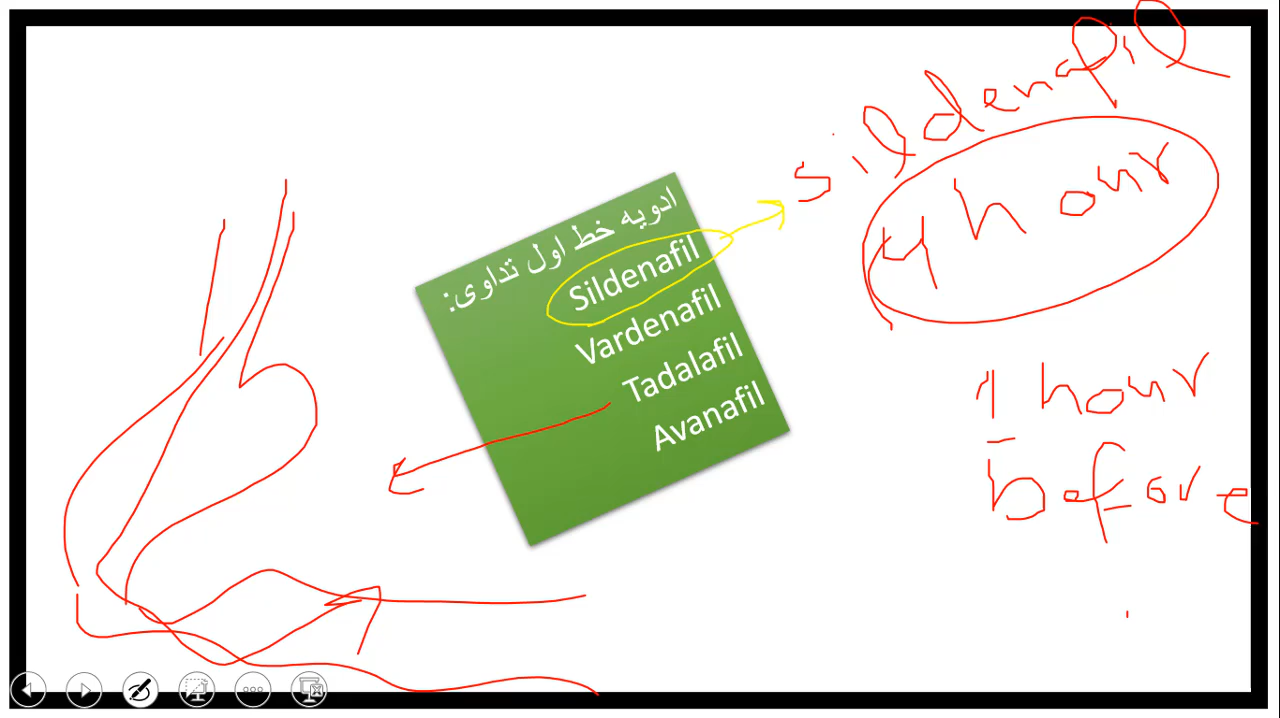 ادویه خط اول تداوی:
Sildenafil
Vardenafil
Tadalafil
Avanafil
sildenafil
4 hour
1 hour
before